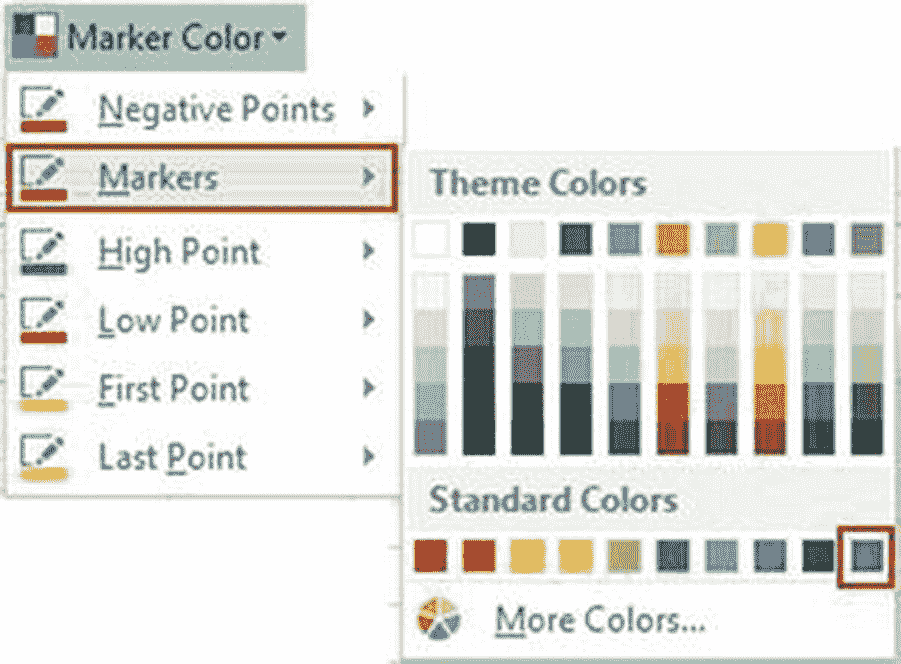 Marker Color
Negative Points
Markers
High Point
Low Point
First Point
Last Point
Theme Colors
Standard Colors
More Colors...